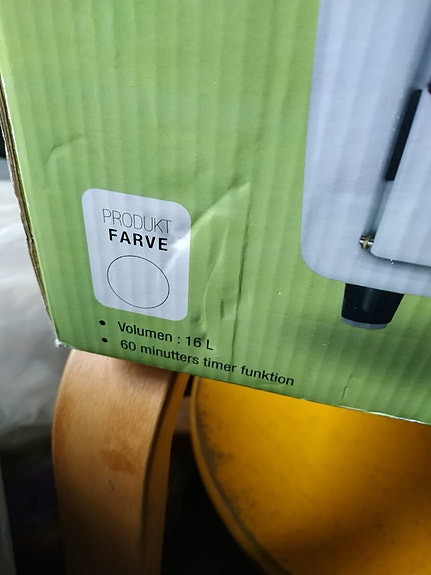 PRODUKT
FARVE
• Volumen : 16 L
• 60 minutters timer funktion